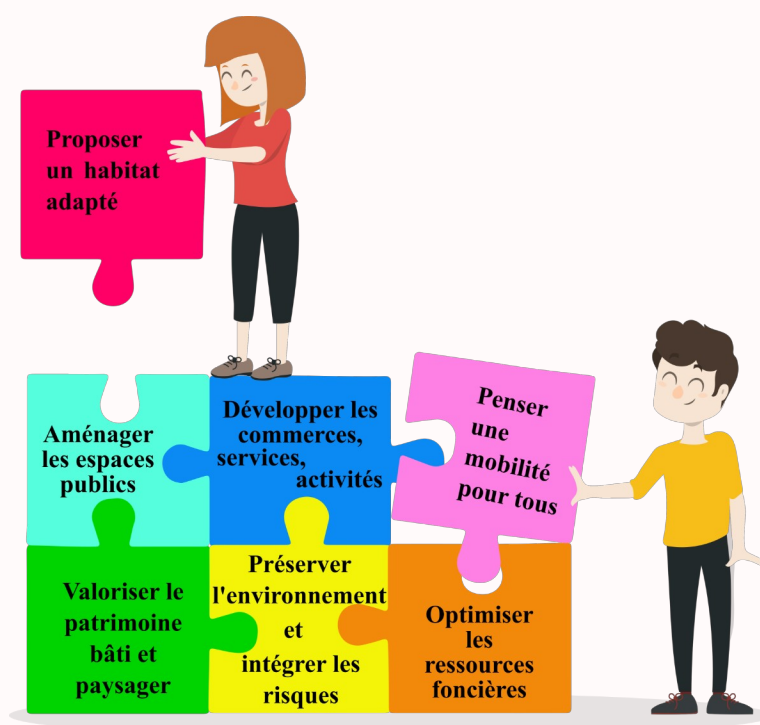 Proposer
un habitat
adapté
Aménager
les espaces
publics
Développer les
commerces,
services,
activités
Penser
une
mobilité
pour tous
Valoriser le
patrimoine
bâti et
paysager
Préserver
l'environnement
et
intégrer les
risques
Optimiser
les
ressources
foncières